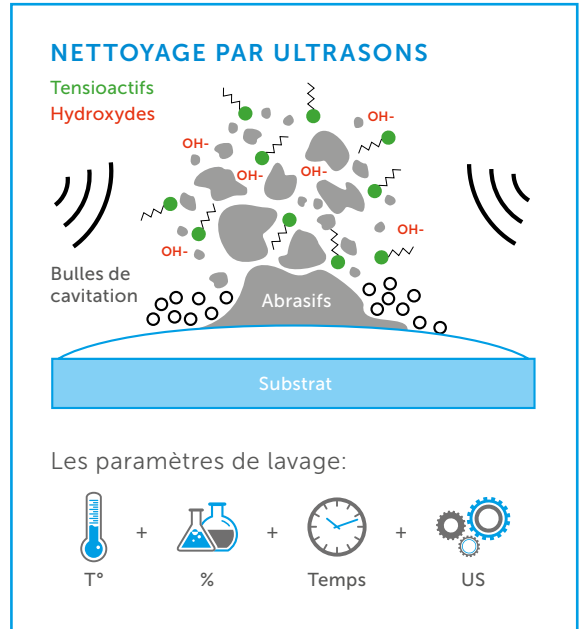 NETTOYAGE PAR ULTRASONS
Tensioactifs
Hydroxydes
OH-
OH-
OH-
OH-
OH-
OH-
Bulles de
cavitation
Abrasifs
Substrat
Les paramètres de lavage:
+ + +
T° % Temps US